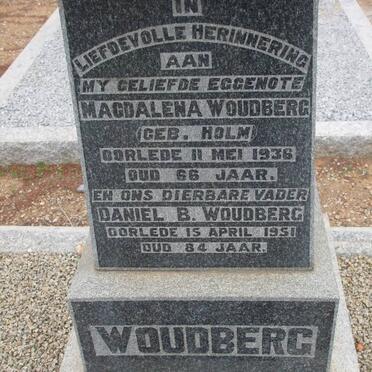 IN
LIEFDEVOLLE HERINNERING
AAN
MY GELIEFDE EGGENOTE
MAGDALENA WOUDBERG
(GEB. HOLM)
OORLEDE 11 MEI 1936
OUD 66 JAAR.
EN ONS DIERBARE VADER
DANIEL B. WOUDBERG
OORLEDE 15 APRIL 1951
OUD 84 JAAR.
WOUDBERG